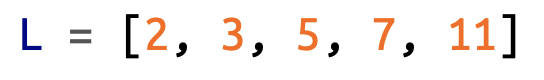 L = [2, 3, 5, 7, 11]